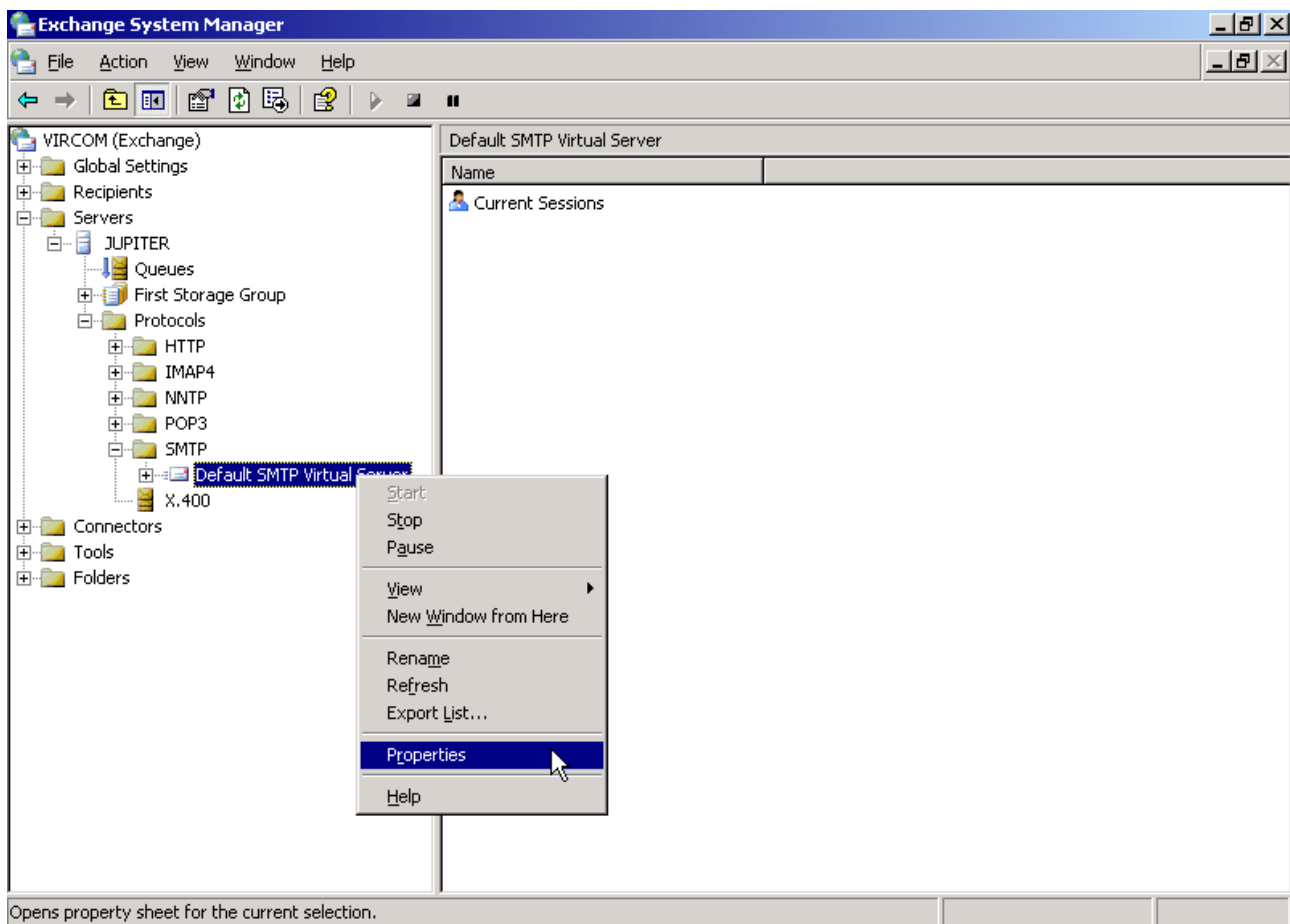 Exchange System Manager
File Action View Window Help
VIRCOM (Exchange)
Global Settings
Recipients
Servers
JUPITER
Queues
First Storage Group
Protocols
HTTP
IMAP4
NNTP
POP3
SMTP
Default SMTP Virtual Server
X.400
Connectors
Tools
Folders
Default SMTP Virtual Server
Name
Current Sessions
Start
Stop
Pause
View
New Window from Here
Rename
Refresh
Export List...
Properties
Help
Opens property sheet for the current selection.